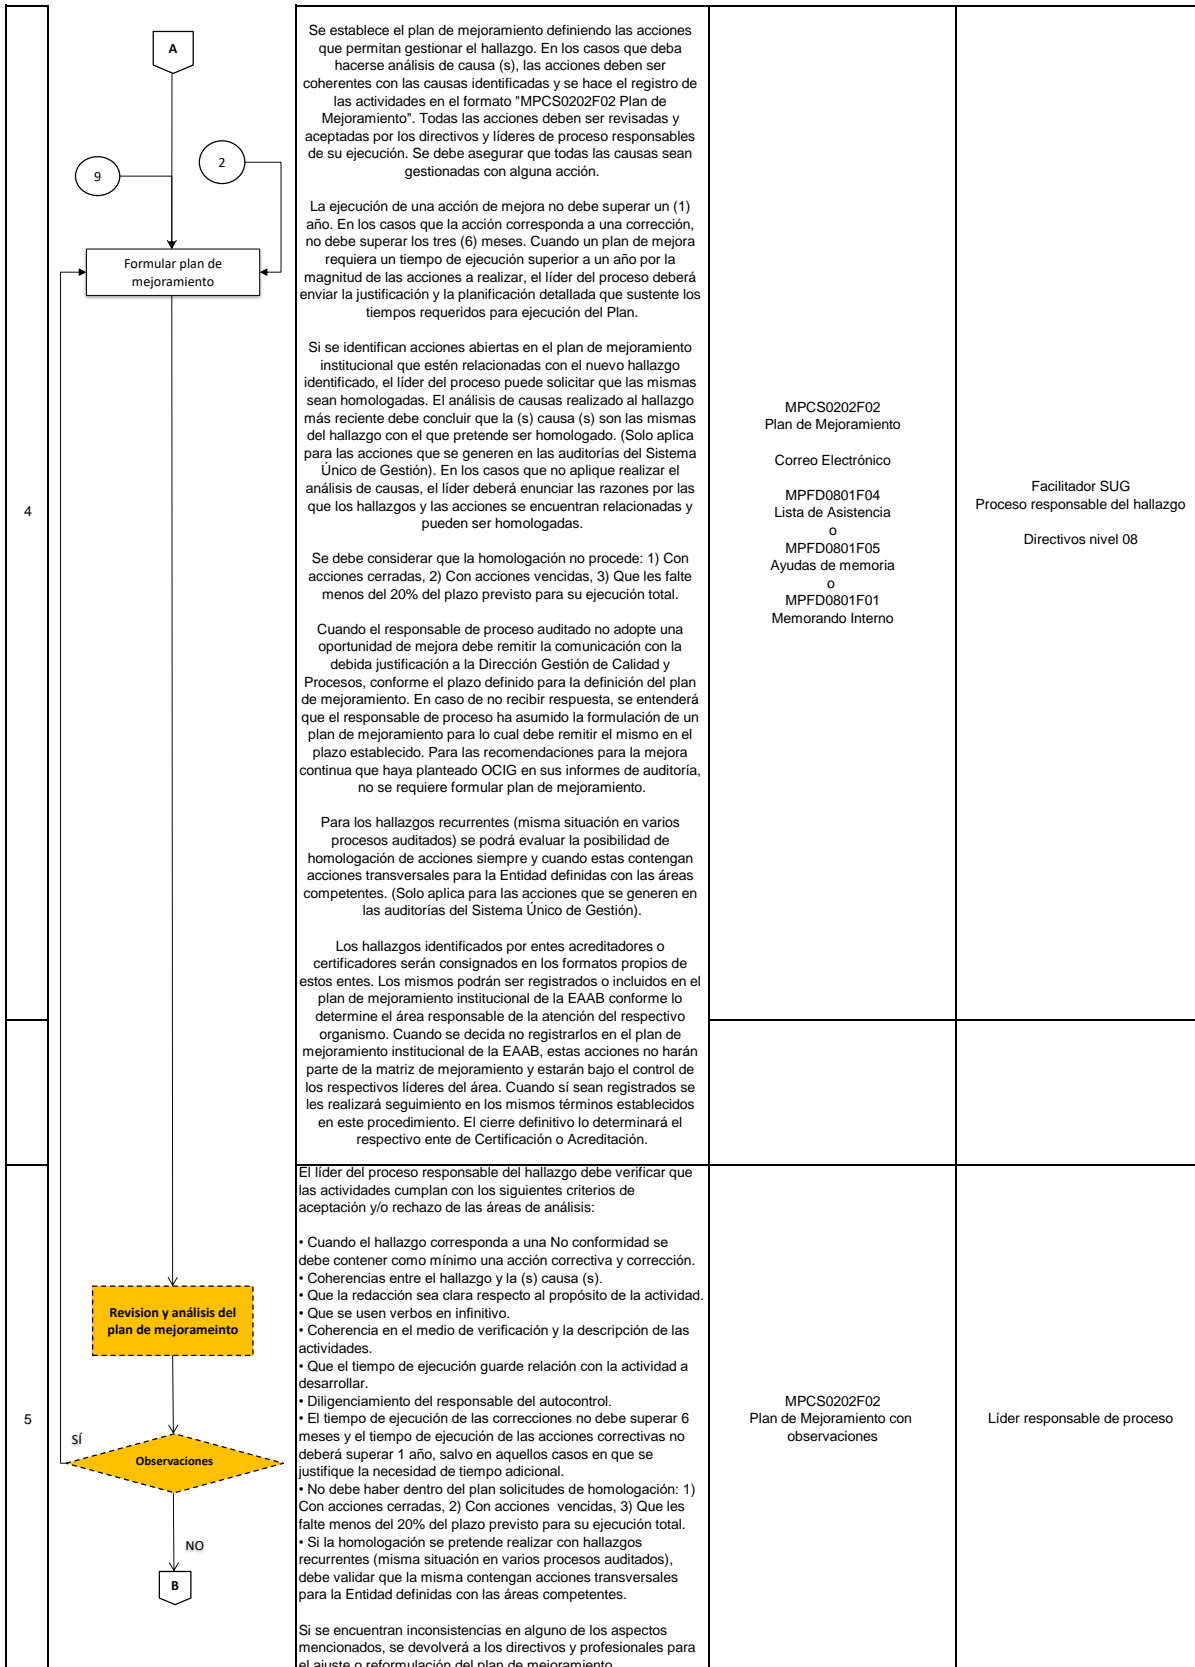 4
A
9
2
Formular plan de
mejoramiento
Se establece el plan de mejoramiento definiendo las acciones
que permitan gestionar el hallazgo. En los casos que deba
hacerse análisis de causa (s), las acciones deben ser
coherentes con las causas identificadas y se hace el registro de
las actividades en el formato "MPCS0202F02 Plan de
Mejoramiento". Todas las acciones deben ser revisadas y
aceptadas por los directivos y líderes de proceso responsables
de su ejecución. Se debe asegurar que todas las causas sean
gestionadas con alguna acción.
La ejecución de una acción de mejora no debe superar un (1)
año. En los casos que la acción corresponda a una corrección,
no debe superar los tres (6) meses. Cuando un plan de mejora
requiera un tiempo de ejecución superior a un año por la
magnitud de las acciones a realizar, el líder del proceso deberá
enviar la justificación y la planificación detallada que sustente los
tiempos requeridos para ejecución del Plan.
Si se identifican acciones abiertas en el plan de mejoramiento
institucional que estén relacionadas con el nuevo hallazgo
identificado, el líder del proceso puede solicitar que las mismas
sean homologadas. El análisis de causas realizado al hallazgo
más reciente debe concluir que la (s) causa (s) son las mismas
del hallazgo con el que pretende ser homologado. (Solo aplica
para las acciones que se generen en las auditorías del Sistema
Único de Gestión). En los casos que no aplique realizar el
análisis de causas, el líder deberá enunciar las razones por las
que los hallazgos y las acciones se encuentran relacionadas y
pueden ser homologadas.
Se debe considerar que la homologación no procede: 1) Con
acciones cerradas, 2) Con acciones vencidas, 3) Que les falte
menos del 20% del plazo previsto para su ejecución total.
Cuando el responsable de proceso auditado no adopte una
oportunidad de mejora debe remitir la comunicación con la
debida justificación a la Dirección Gestión de Calidad y
Procesos, conforme el plazo definido para la definición del plan
de mejoramiento. En caso de no recibir respuesta, se entenderá
que el responsable de proceso ha asumido la formulación de un
plan de mejoramiento para lo cual debe remitir el mismo en el
plazo establecido. Para las recomendaciones para la mejora
continua que haya planteado OCIG en sus informes de auditoría,
no se requiere formular plan de mejoramiento.
Para los hallazgos recurrentes (misma situación en varios
procesos auditados) se podrá evaluar la posibilidad de
homologación de acciones siempre y cuando estas contengan
acciones transversales para la Entidad definidas con las áreas
competentes. (Solo aplica para las acciones que se generen en
las auditorías del Sistema Único de Gestión).
Los hallazgos identificados por entes acreditadores o
certificadores serán consignados en los formatos propios de
estos entes. Los mismos podrán ser registrados o incluidos en el
plan de mejoramiento institucional de la EAAB conforme lo
determine el área responsable de la atención del respectivo
organismo. Cuando se decida no registrarlos en el plan de
mejoramiento institucional de la EAAB, estas acciones no harán
parte de la matriz de mejoramiento y estarán bajo el control de
los respectivos líderes del área. Cuando sí sean registrados se
les realizará seguimiento en los mismos términos establecidos
en este procedimiento. El cierre definitivo lo determinará el
respectivo ente de Certificación o Acreditación.
MPCS0202F02
Plan de Mejoramiento
Correo Electrónico
MPFD0801F04
Lista de Asistencia
o
MPFD0801F05
Ayudas de memoria
o
MPFD0801F01
Memorando Interno
Facilitador SUG
Proceso responsable del hallazgo
Directivos nivel 08
5
Revision y análisis del
plan de mejorameinto
SÍ
Observaciones
NO
B
El líder del proceso responsable del hallazgo debe verificar que
las actividades cumplan con los siguientes criterios de
aceptación y/o rechazo de las áreas de análisis:
• Cuando el hallazgo corresponda a una No conformidad se
debe contener como mínimo una acción correctiva y corrección.
• Coherencias entre el hallazgo y la (s) causa (s).
• Que la redacción sea clara respecto al propósito de la actividad.
• Que se usen verbos en infinitivo.
• Coherencia en el medio de verificación y la descripción de las
actividades.
• Que el tiempo de ejecución guarde relación con la actividad a
desarrollar.
• Diligenciamiento del responsable del autocontrol.
• El tiempo de ejecución de las correcciones no debe superar 6
meses y el tiempo de ejecución de las acciones correctivas no
deberá superar 1 año, salvo en aquellos casos en que se
justifique la necesidad de tiempo adicional.
• No debe haber dentro del plan solicitudes de homologación: 1)
Con acciones cerradas, 2) Con acciones  vencidas, 3) Que les
falte menos del 20% del plazo previsto para su ejecución total.
• Si la homologación se pretende realizar con hallazgos
recurrentes (misma situación en varios procesos auditados),
debe validar que la misma contengan acciones transversales
para la Entidad definidas con las áreas competentes.
Si se encuentran inconsistencias en alguno de los aspectos
mencionados, se devolverá a los directivos y profesionales para
el ajuste o reformulación del plan de mejoramiento
MPCS0202F02
Plan de Mejoramiento con
observaciones
Líder responsable de proceso